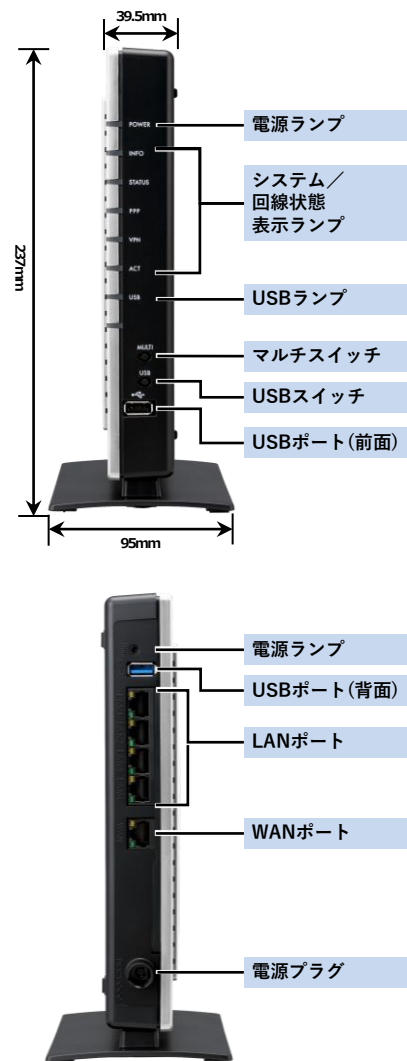 39.5mm
237mm
POWER
電源ランプ
INFO
システム／
回線状態
表示ランプ
STATUS
PPP
VPN
ACT
USB
USBランプ
MULTI
マルチスイッチ
USB
USBスイッチ
USBポート(前面)
95mm
電源ランプ
USBポート(背面)
LANポート
WANポート
電源プラグ